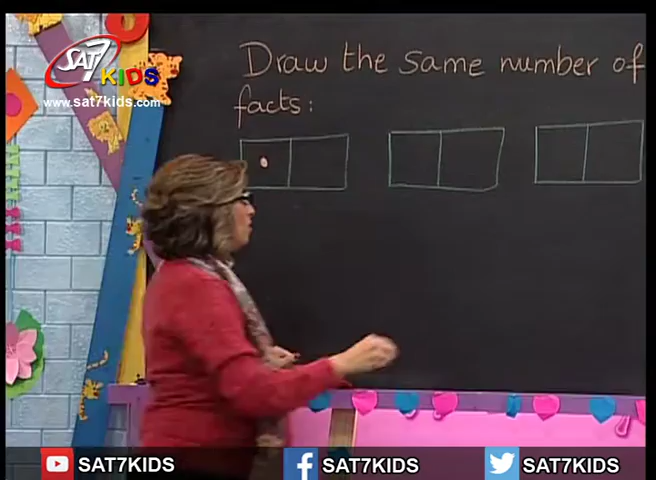 SAT7
KIDS
www.sat7kids.com
Draw the same number of
facts:
SAT7KIDS SAT7KIDS SAT7KIDS